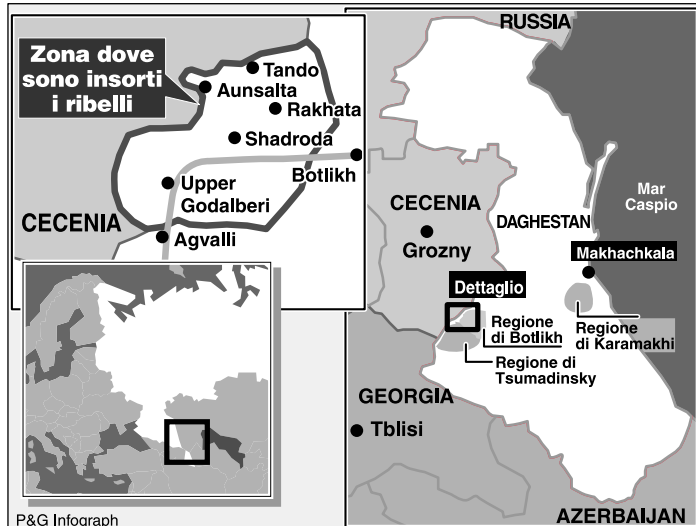 Zona dove
sono insorti
i ribelli
Tando
Aunsalta
Rakhata
Shadroda
Botlikh
Upper
Godalberi
CECENIA
Agvalli
P&G Infograph
RUSSIA
CECENIA
Grozny
DAGHESTAN
Mar
Caspio
Makhachkala
Dettaglio
Regione
di Botlikh
Regione
di Karamakhi
Regione di
Tsumadinsky
GEORGIA
Tblisi
AZERBAIJAN